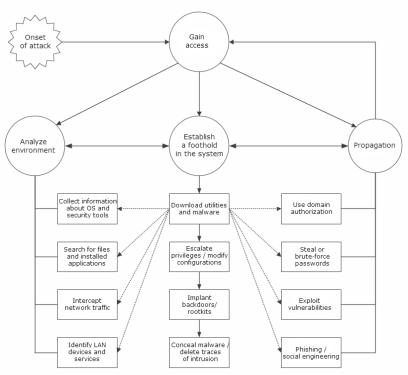 Onset
of attack
Gain
access
Analyze
environment
Establish
a foothold
in the system
Propagation
Collect information
about OS and
security tools
Download utilities
and malware
Use domain
authorization
Search for files
and installed
applications
Escalate
privileges / modify
configurations
Steal or
brute-force
passwords
Intercept
network traffic
Implant
backdoors/
rootkits
Exploit
vulnerabilities
Identify LAN
devices and
services
Conceal malware /
delete traces
of intrusion
Phishing /
social engineering